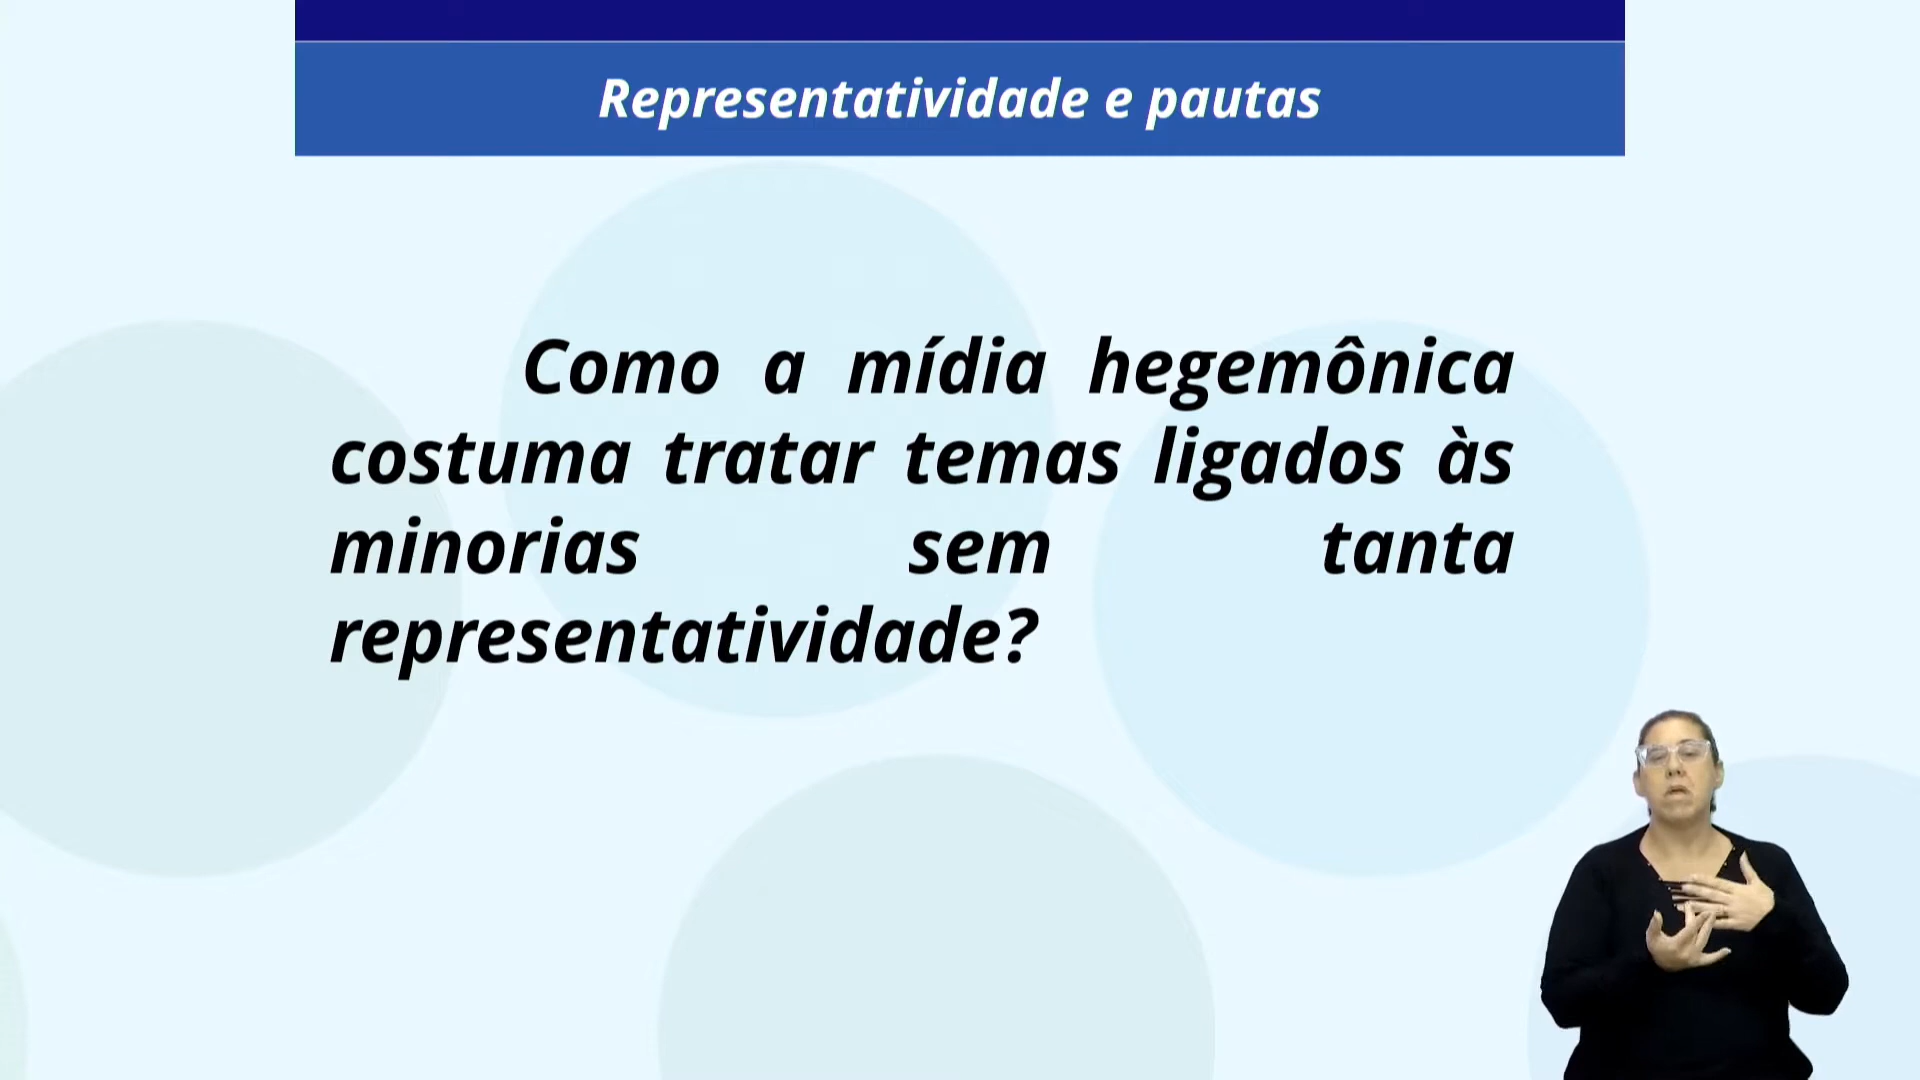 Representatividade e pautas
Como a mídia hegemônica
costuma tratar temas ligados às
minorias sem tanta
representatividade?